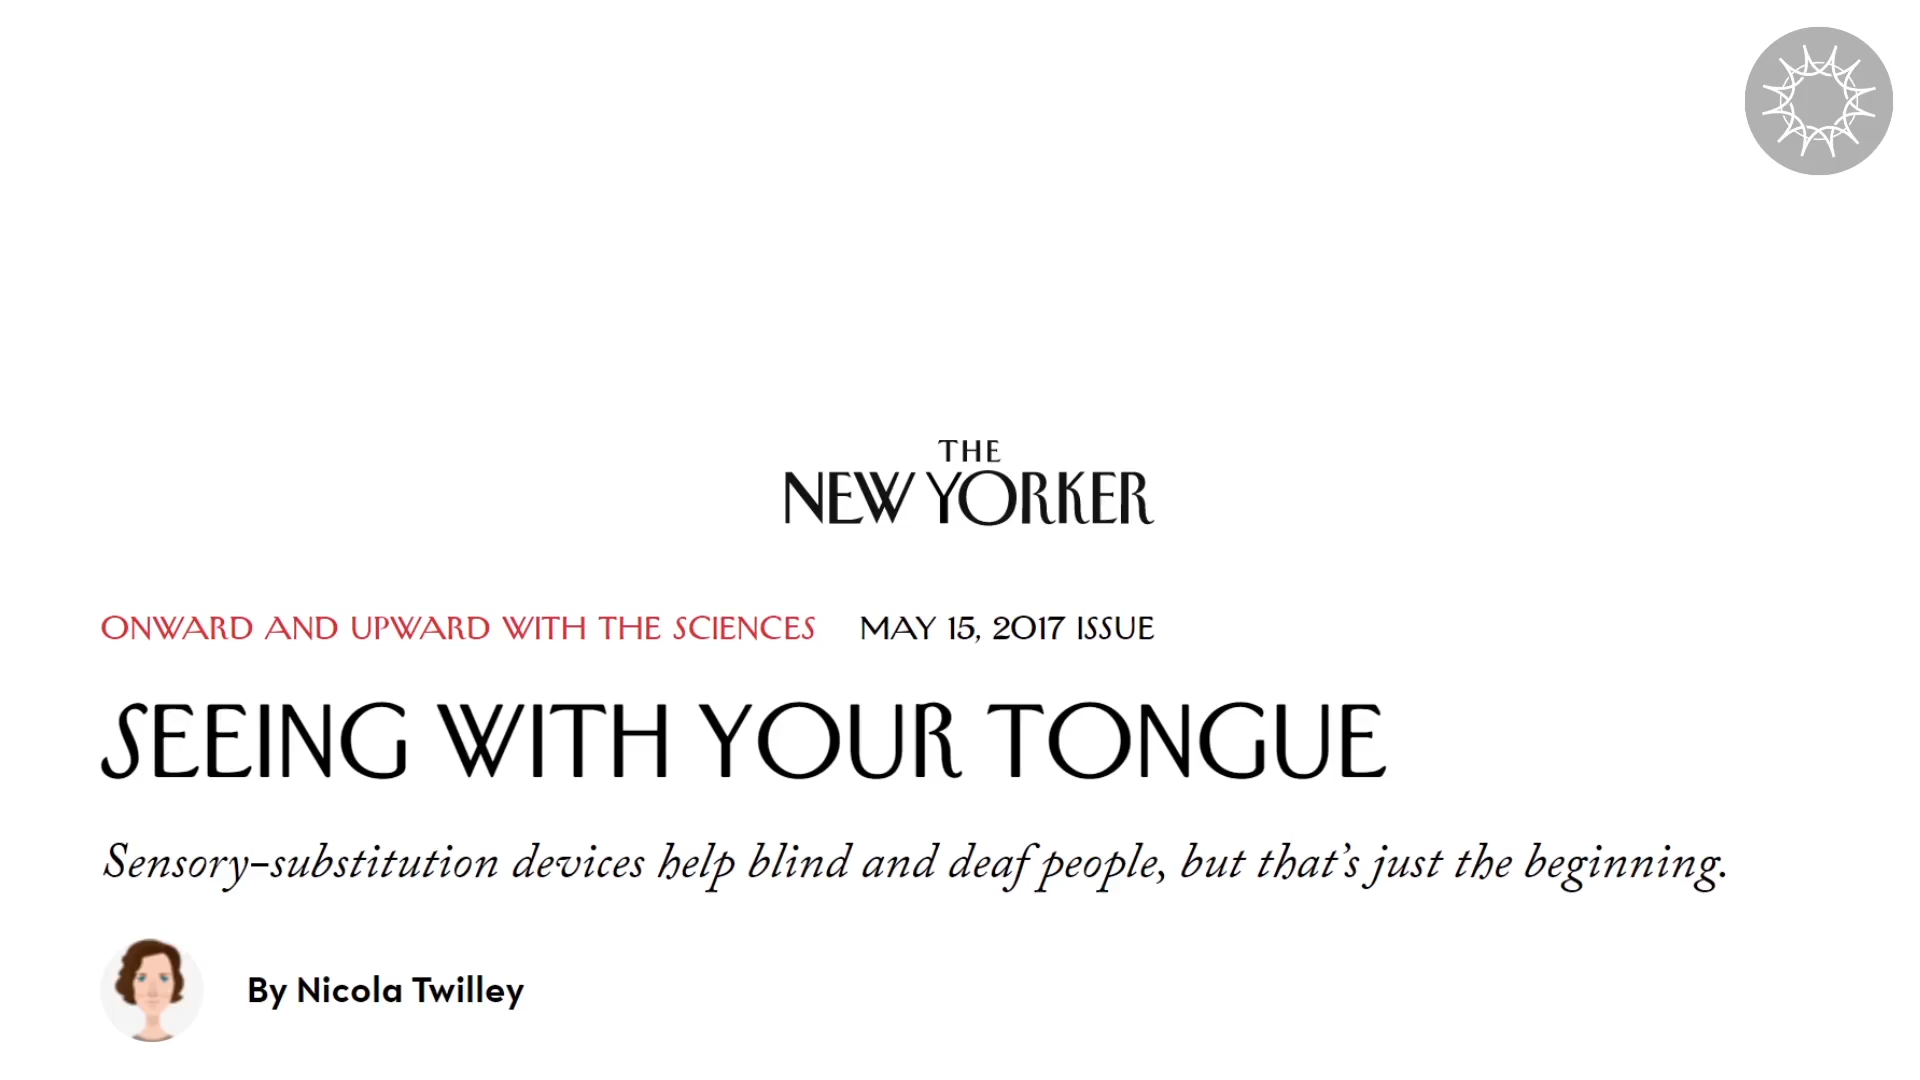 THE
NEW YORKER
ONWARD AND UPWARD WITH THE SCIENCES MAY 15, 2017 ISSUE
SEEING WITH YOUR TONGUE
Sensory-substitution devices help blind and deaf people, but that's just the beginning.
By Nicola Twilley